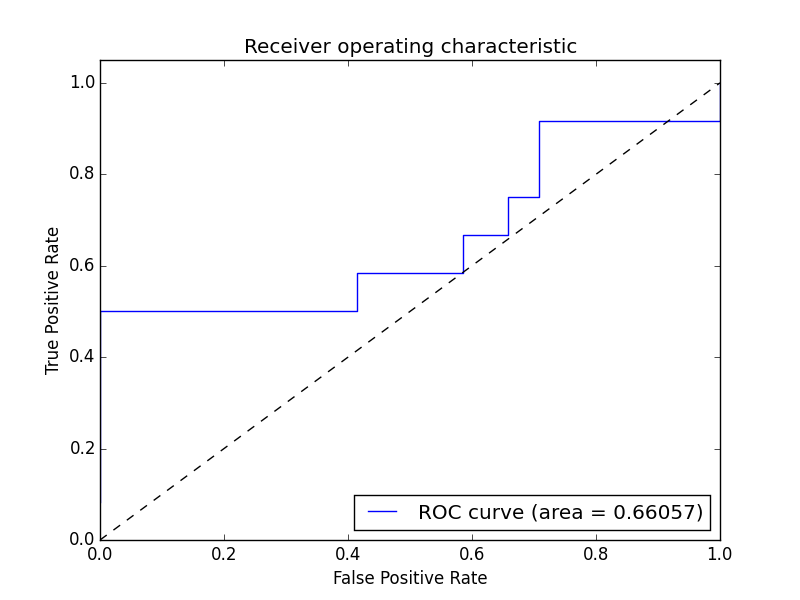 Receiver operating characteristic
1.0
0.8
0.6
0.4
0.2
0.0
True Positive Rate
ROC curve (area = 0.66057)
0.0 0.2 0.4 0.6 0.8 1.0
False Positive Rate